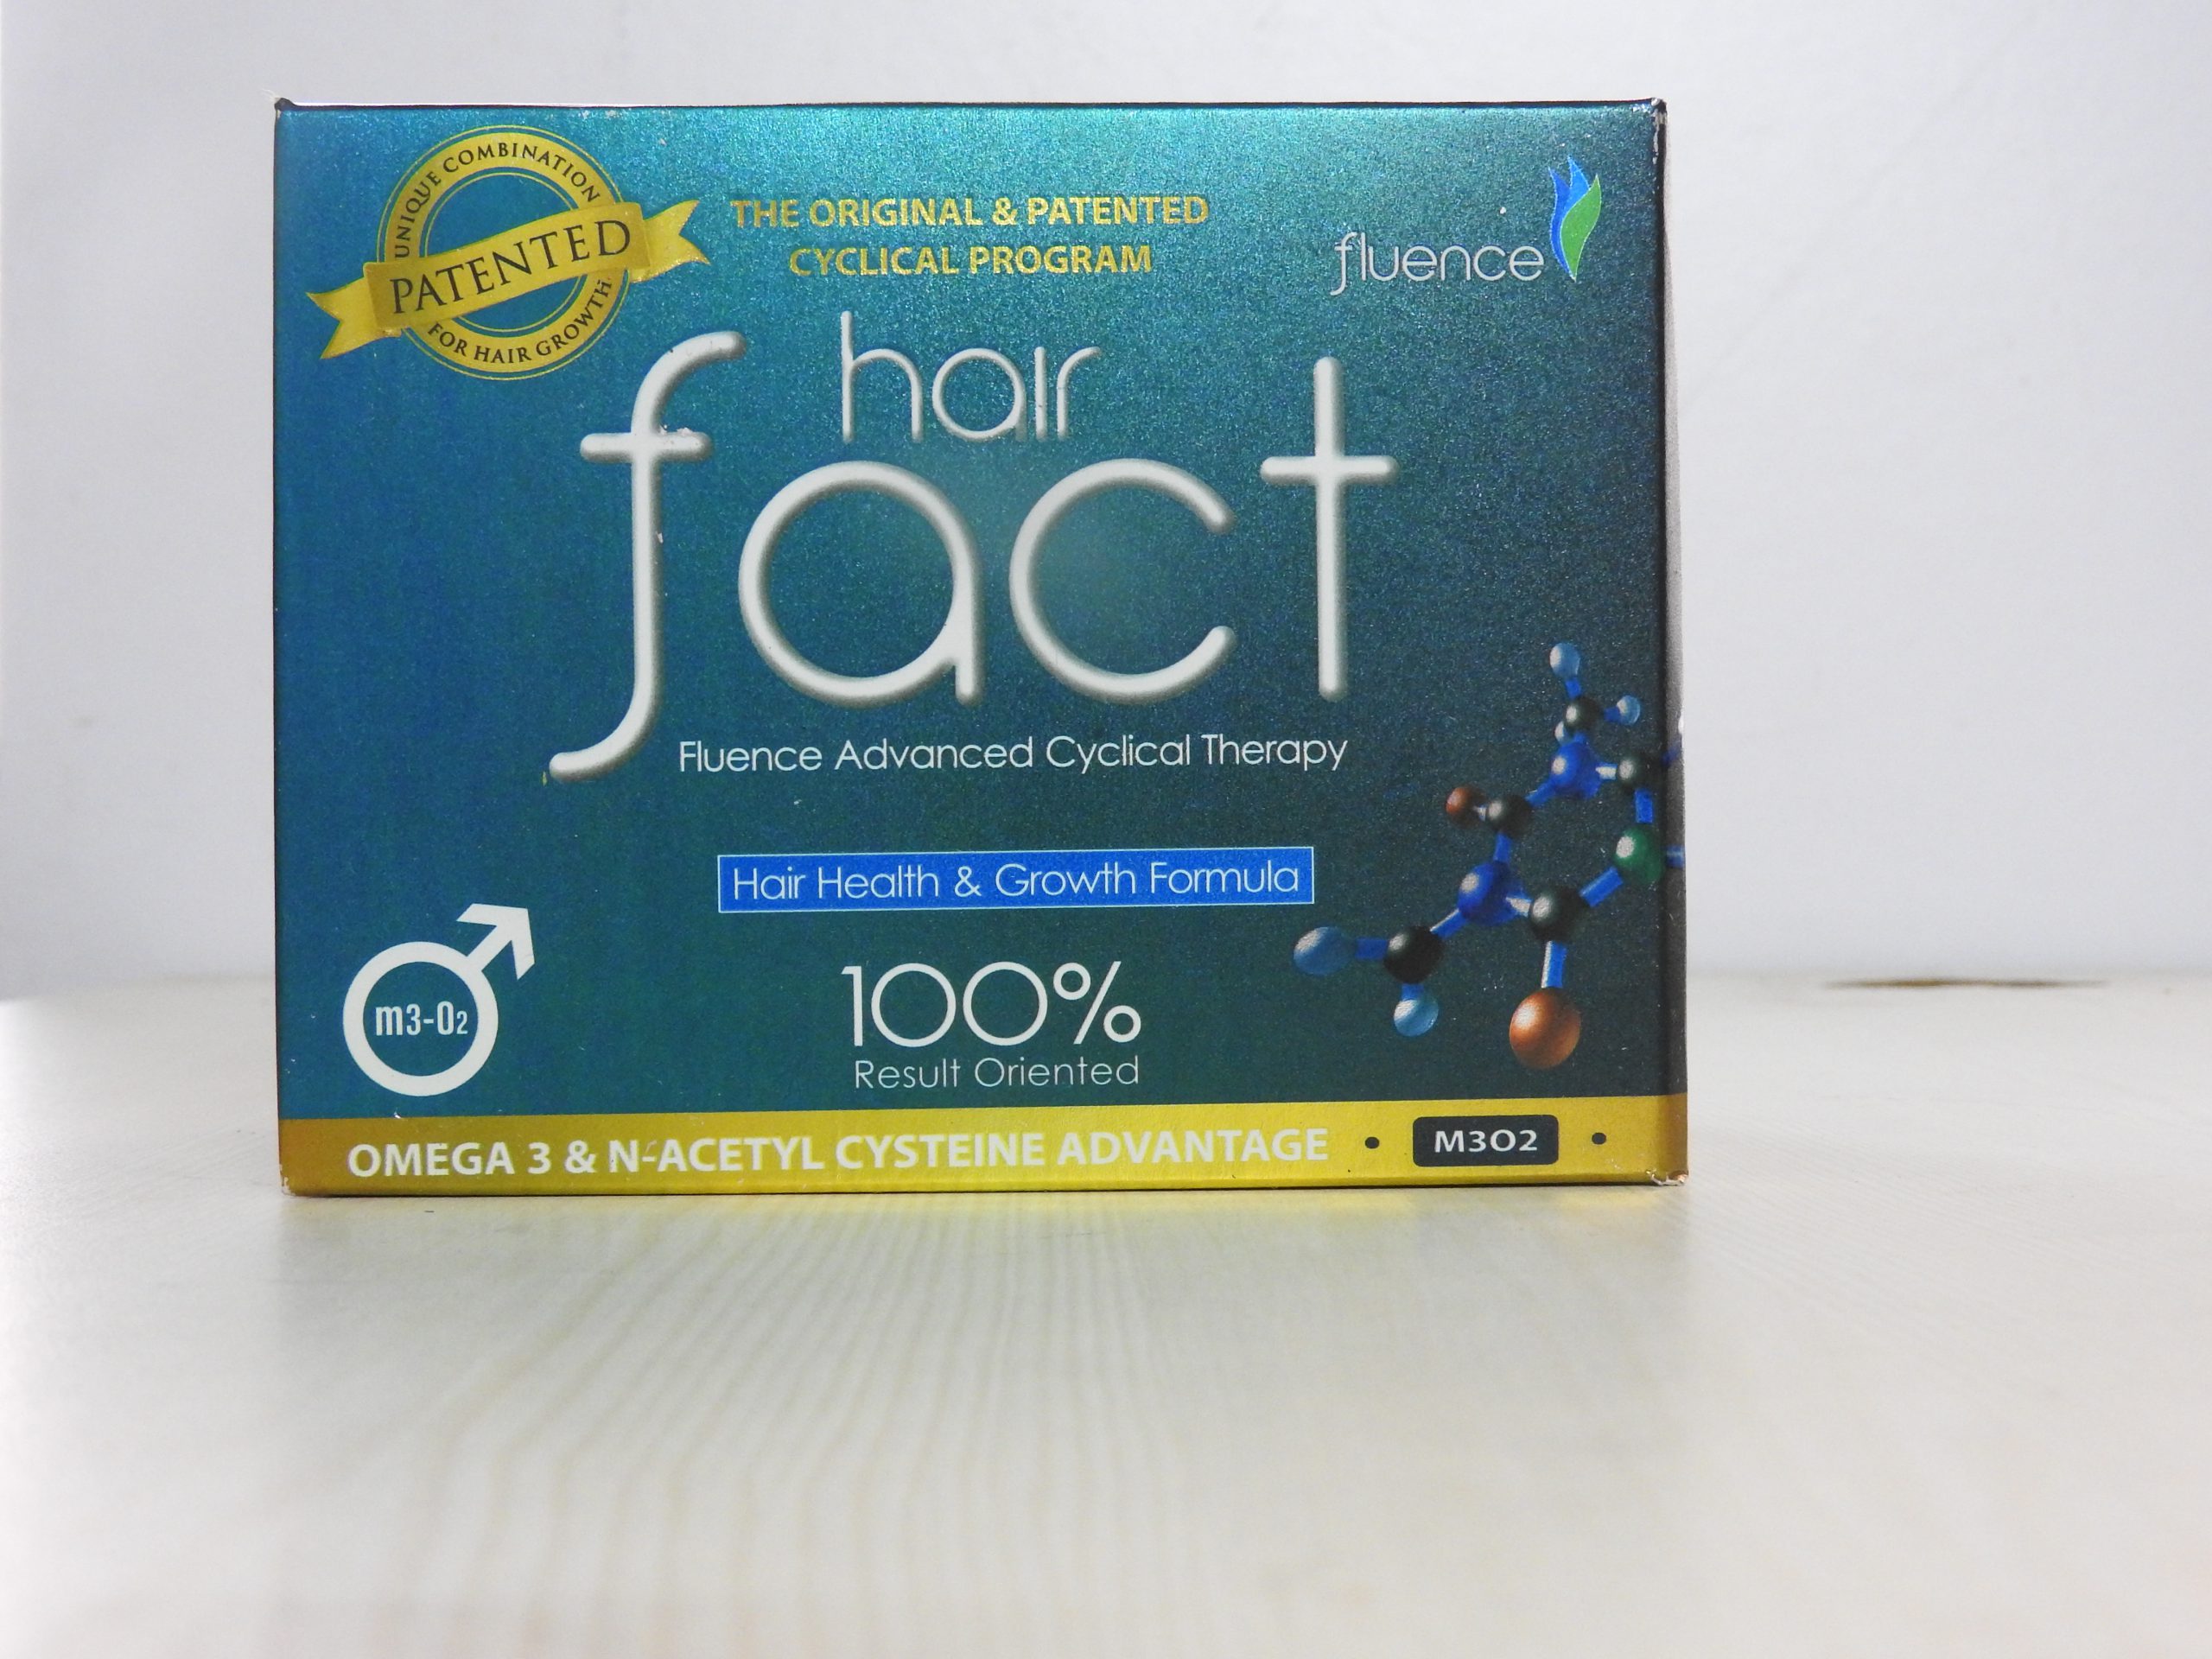 UNIQUE COMBINATION
PATENTED
FOR HAIR GROWTH
THE ORIGINAL & PATENTED
CYCLICAL PROGRAM
fluence
hair
fact
Fluence Advanced Cyclical Therapy
Hair Health & Growth Formula
m3-O2
100%
Result Oriented
OMEGA 3 & N-ACETYL CYSTEINE ADVANTAGE • M3O2 •